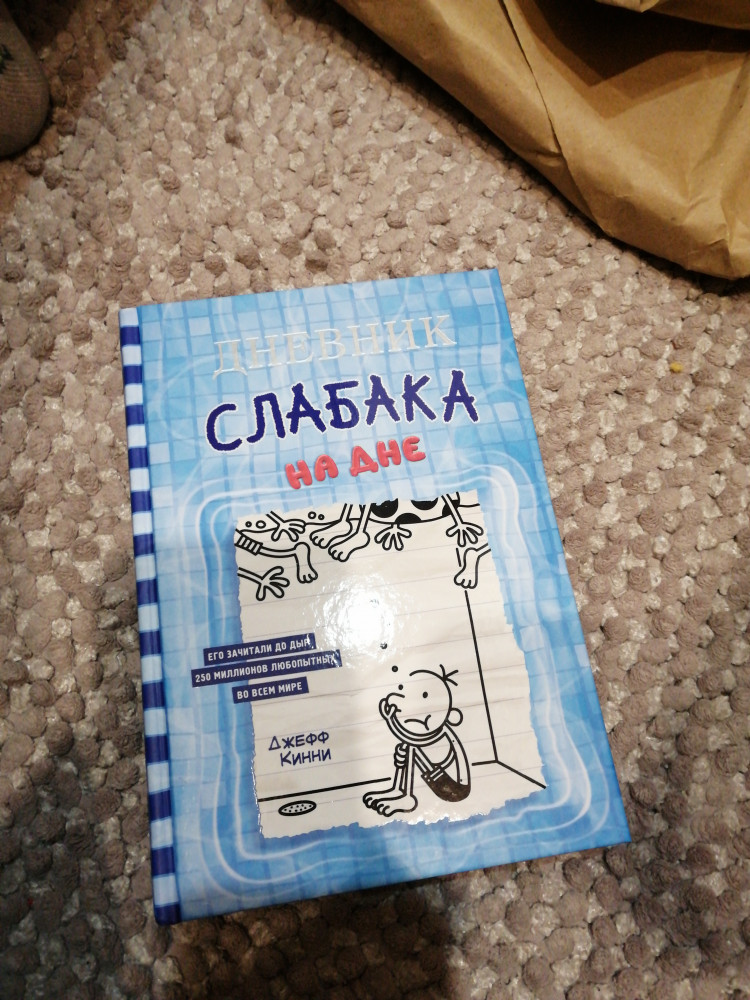 ДНЕВНИК
СЛАБАКА
НА ДНЕ
ЕГО ЗАЧИТАЛИ ДО ДЫР
250 МИЛЛИОНОВ ЛЮБОПЫТНЫХ
ВО ВСЕМ МИРЕ
ДЖЕФФ
КИННИ